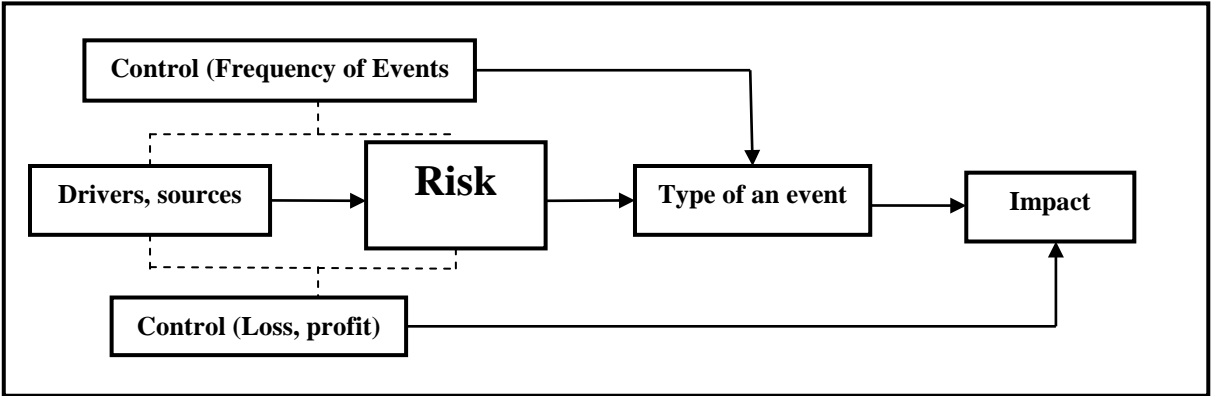 Control (Frequency of Events
Drivers, sources
Risk
Type of an event
Impact
Control (Loss, profit)